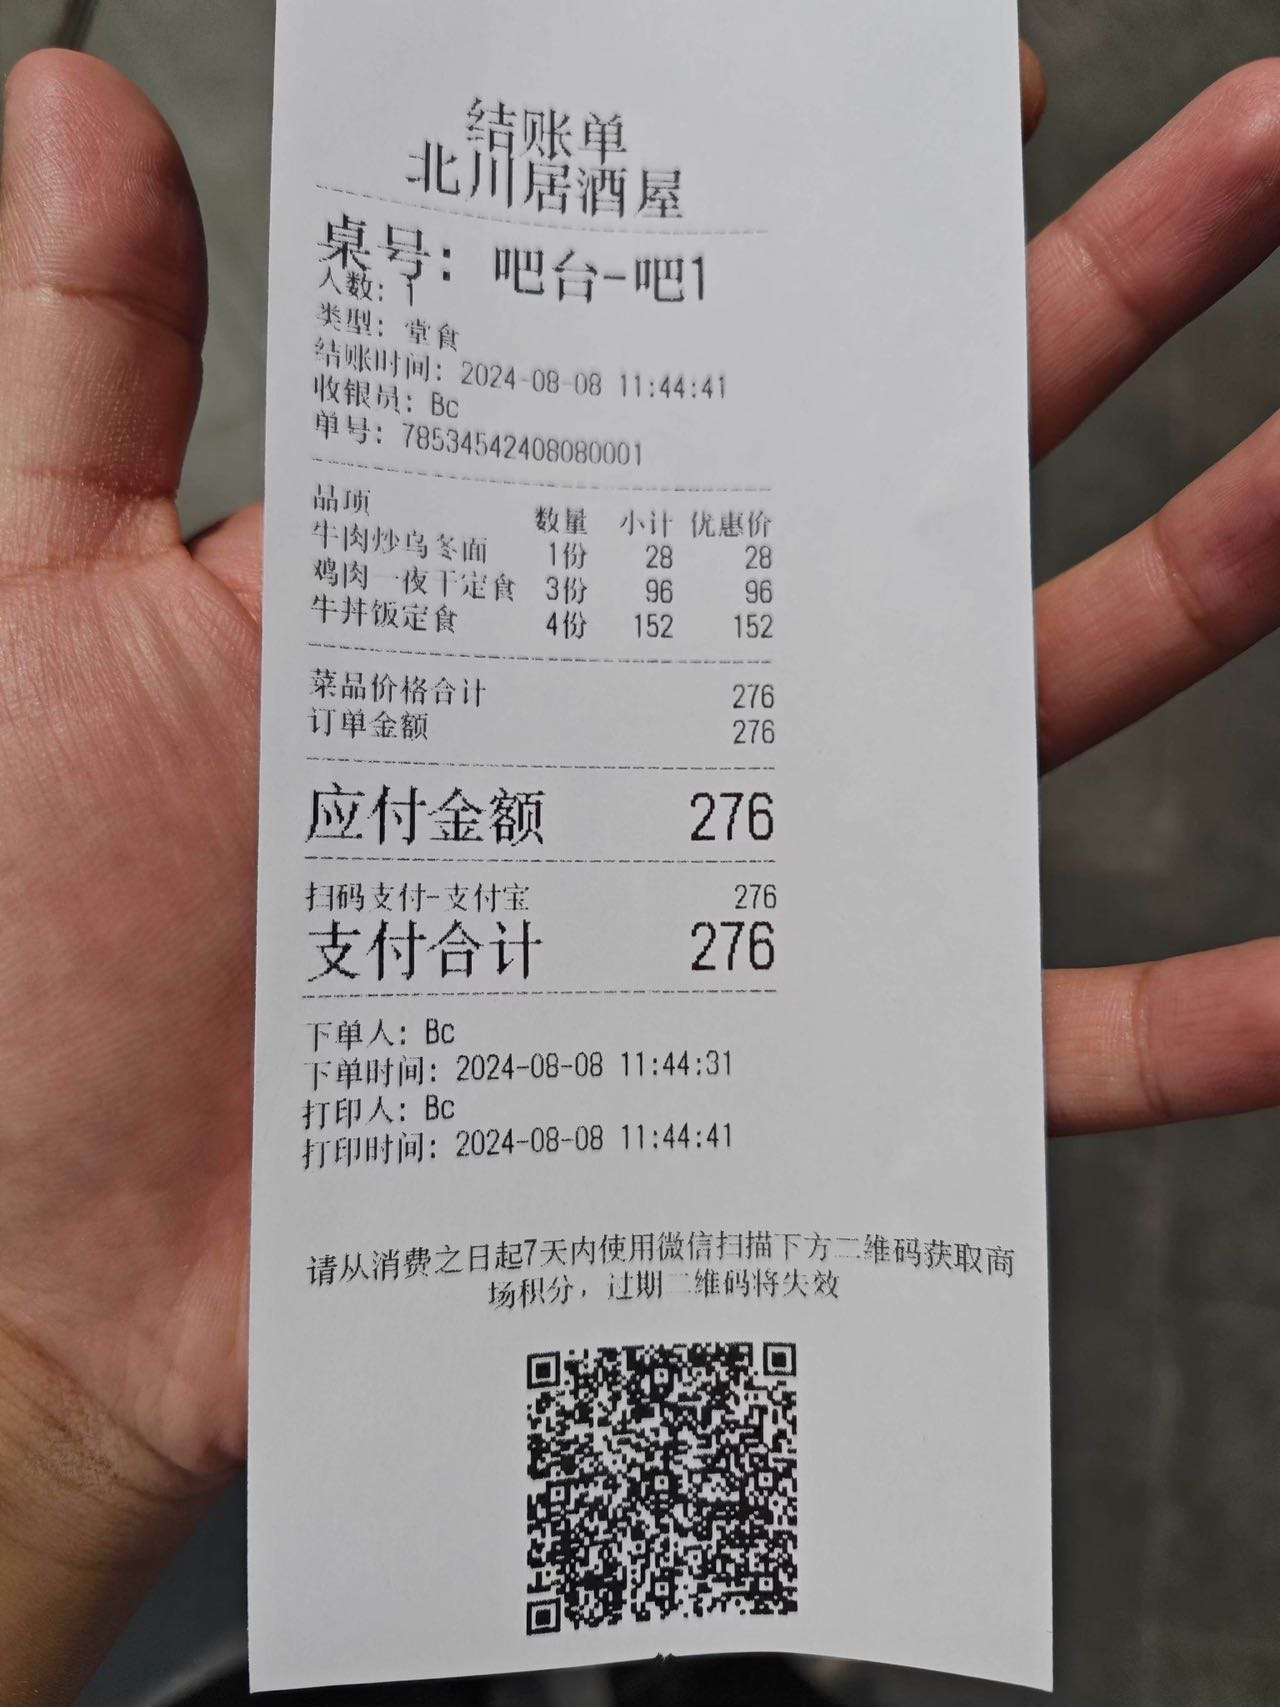 结账单
北川居酒屋
桌号：吧台-吧1
人数：1
类型：堂食
结账时间：2024-08-08 11:44:41
收银员：Bc
单号：78534542408080001
品项 数量 小计 优惠价
牛肉炒乌冬面 1份 28 28
鸡肉一夜干定食 3份 96 96
牛丼饭定食 4份 152 152
菜品价格合计 276
订单金额 276
应付金额 276
扫码支付-支付宝 276
支付合计 276
下单人：Bc
下单时间：2024-08-08 11:44:31
打印人：Bc
打印时间：2024-08-08 11:44:41
请从消费之日起7天内使用微信扫描下方二维码获取商
场积分，过期二维码将失效